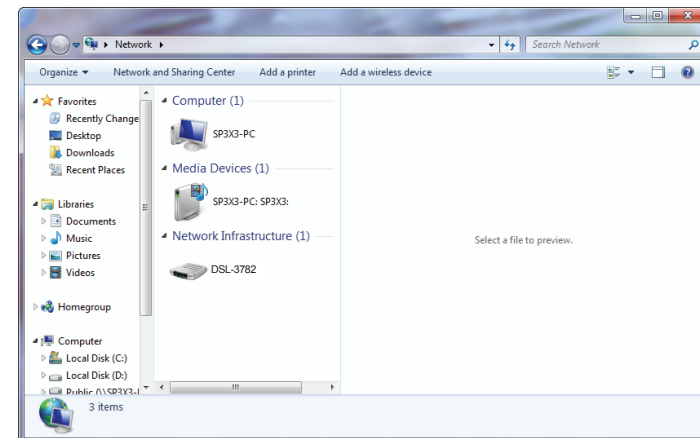 Network
Search Network
Organize Network and Sharing Center Add a printer Add a wireless device
Favorites
Recently Change
Desktop
Downloads
Recent Places
Libraries
Documents
Music
Pictures
Videos
Homegroup
Computer
Local Disk (C:)
Local Disk (D:)
Public (\\SP3X3-
Computer (1)
SP3X3-PC
Media Devices (1)
SP3X3-PC: SP3X3:
Network Infrastructure (1)
DSL-3782
Select a file to preview.
3 items